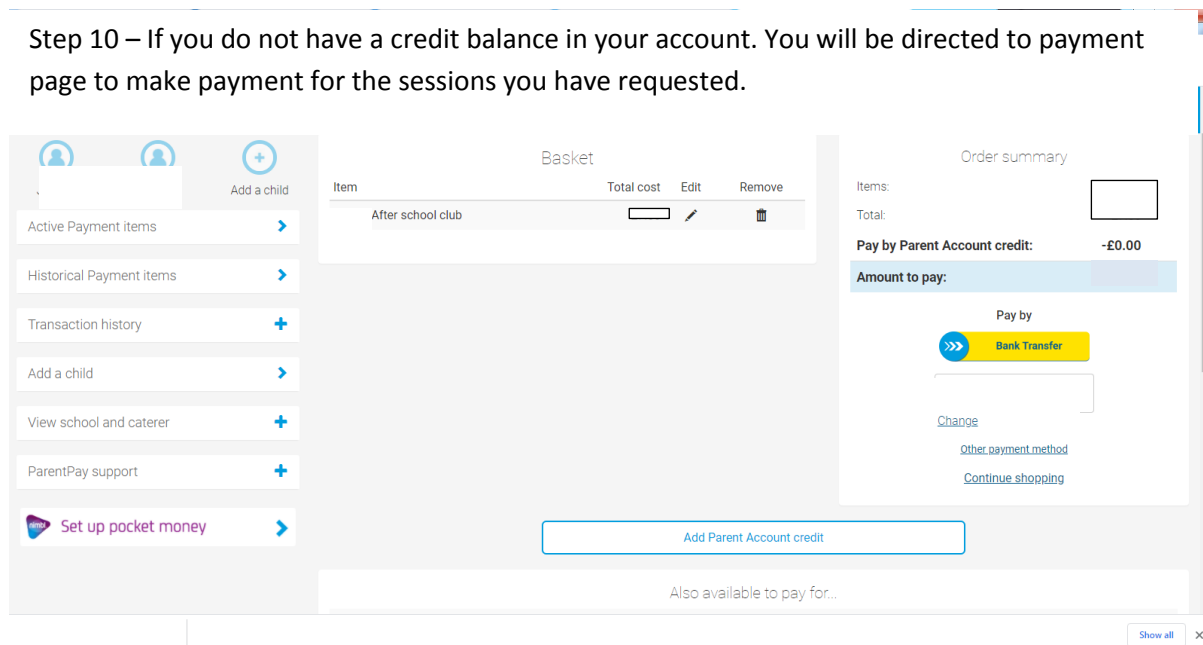 Step 10 – If you do not have a credit balance in your account. You will be directed to payment
page to make payment for the sessions you have requested.
Add a child
Active Payment items
Historical Payment items
Transaction history
Add a child
View school and caterer
ParentPay support
nimbl Set up pocket money
Basket
Item Total cost Edit Remove
After school club
Order summary
Items:
Total:
Pay by Parent Account credit: -£0.00
Amount to pay:
Pay by
Bank Transfer
Change
Other payment method
Continue shopping
Add Parent Account credit
Also available to pay for...
Show all